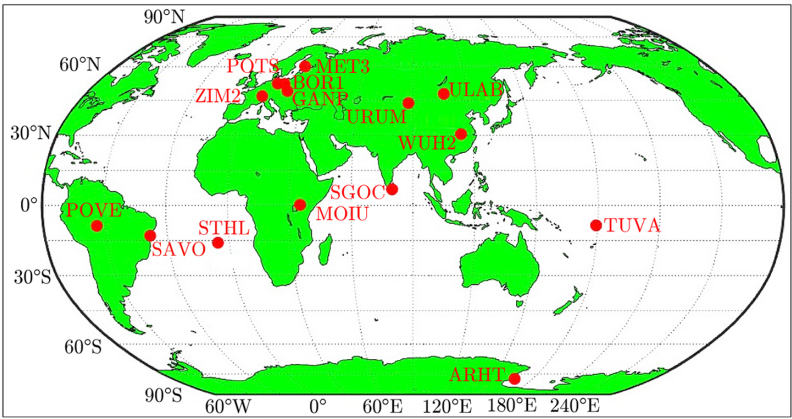 90°N
60°N
POTS
MET3
BOR1
ULAB
ZIM2
GANP
URUM
30°N
WUH2
SGOC
0°
POVE
MOIU
STHL
TUVA
SAVO
30°S
60°S
ARHT
90°S
60°W 0° 60°E 120°E 180°E 240°E